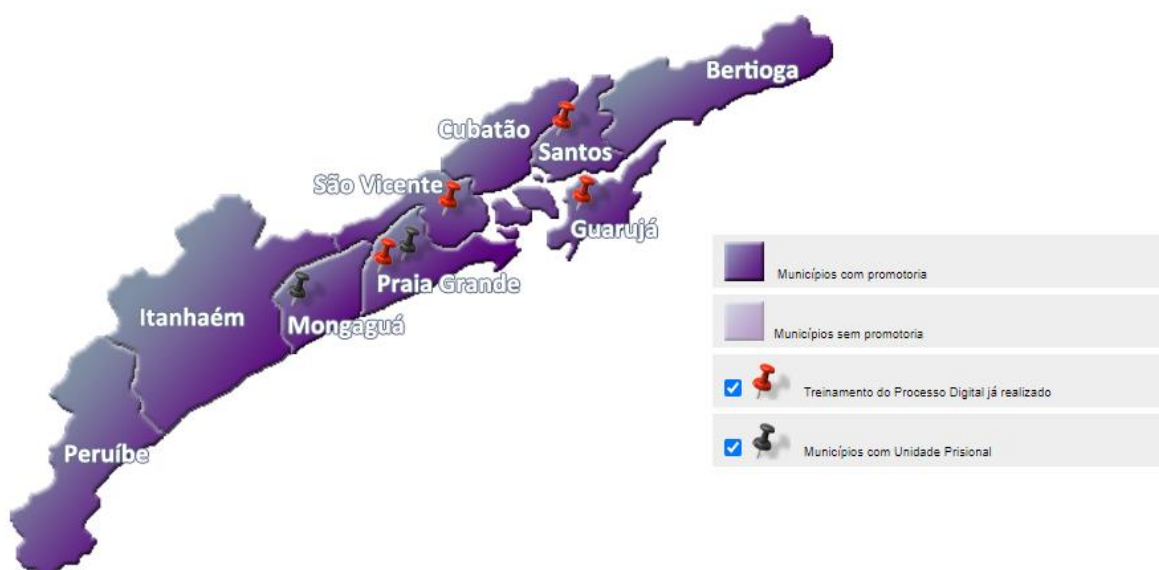 Bertioga
Cubatão
Santos
São Vicente
Guarujá
Praia Grande
Itanhaém
Mongaguá
Peruíbe
Municípios com promotoria
Municípios sem promotoria
Treinamento do Processo Digital já realizado
Municípios com Unidade Prisional